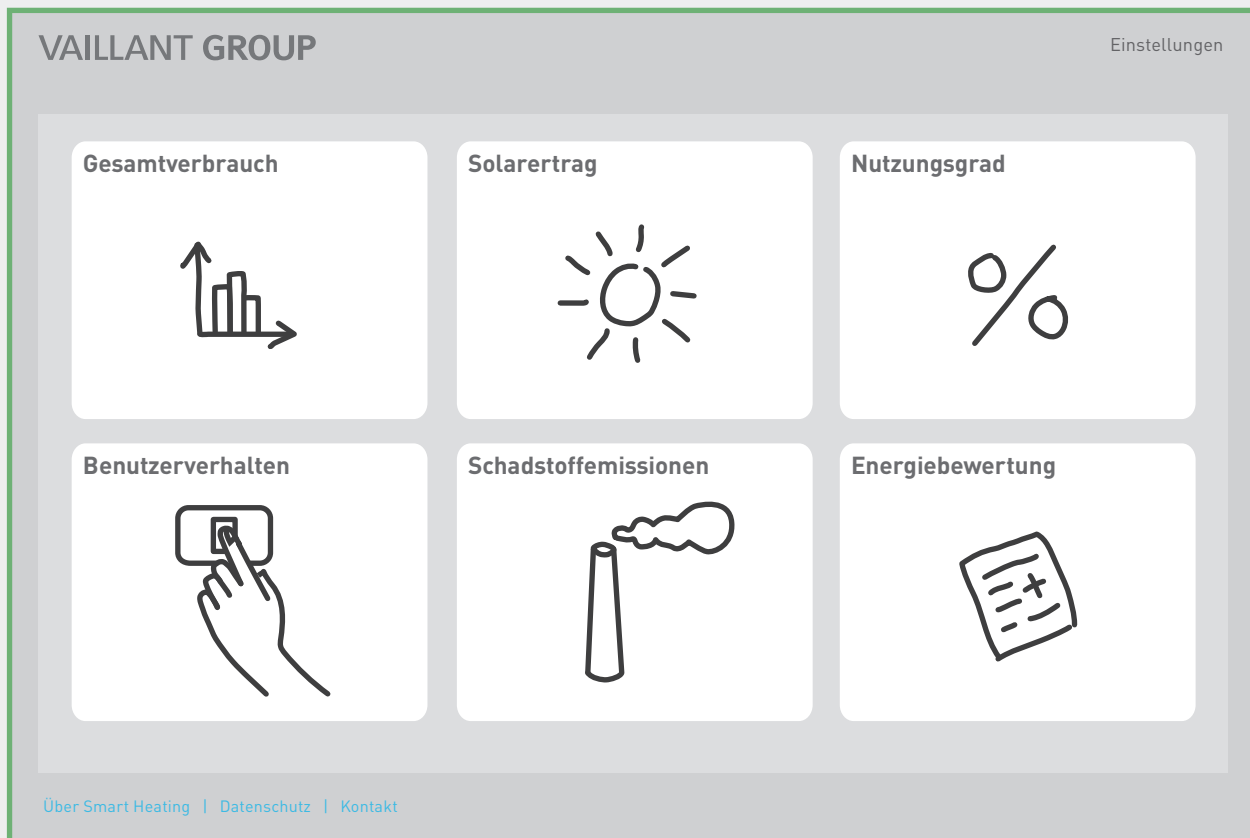 VAILLANT GROUP
Einstellungen
Gesamtverbrauch
Solarertrag
Nutzungsgrad
Benutzerverhalten
Schadstoffemissionen
Energiebewertung
Über Smart Heating | Datenschutz | Kontakt